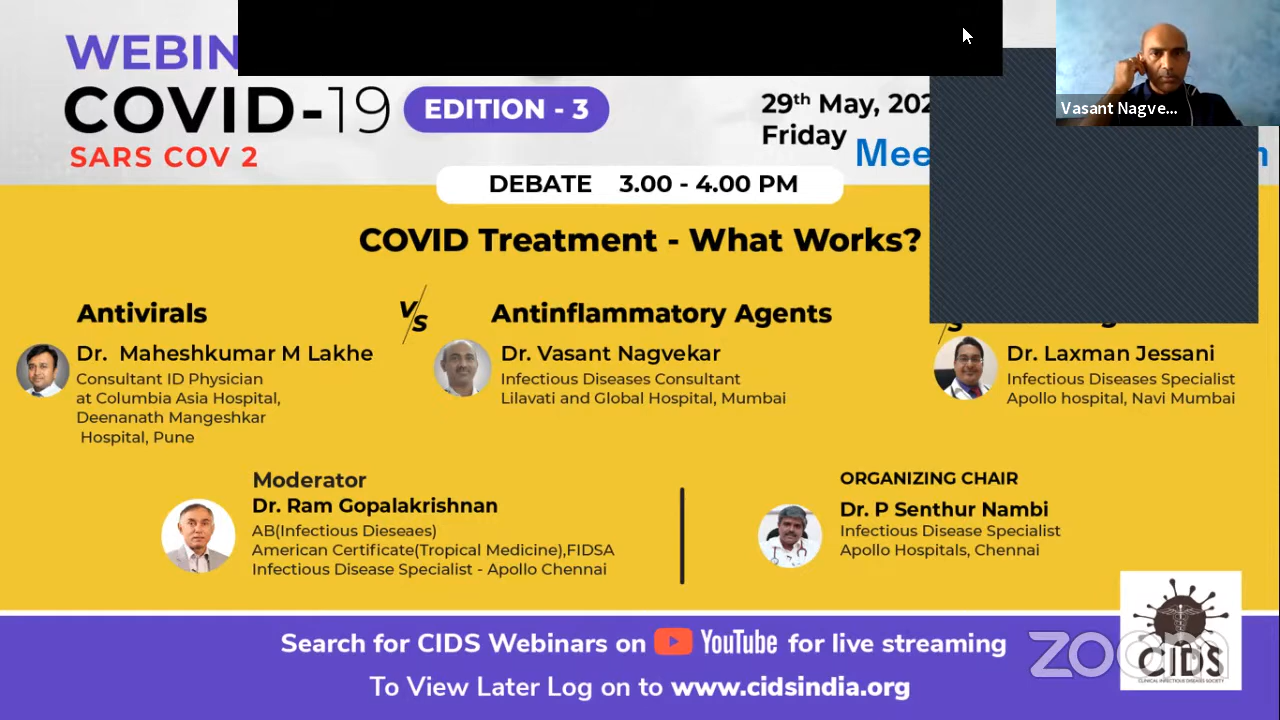 WEBIN
COVID-19 EDITION - 3
SARS COV 2
29th May, 202
Friday
Mee
Vasant Nagve...
DEBATE 3.00 - 4.00 PM
COVID Treatment - What Works?
Antivirals
V/S
Antinflammatory Agents
Dr. Maheshkumar M Lakhe
Consultant ID Physician
at Columbia Asia Hospital,
Deenanath Mangeshkar
Hospital, Pune
Dr. Vasant Nagvekar
Infectious Diseases Consultant
Lilavati and Global Hospital, Mumbai
Dr. Laxman Jessani
Infectious Diseases Specialist
Apollo hospital, Navi Mumbai
Moderator
Dr. Ram Gopalakrishnan
AB(Infectious Dieseaes)
American Certificate(Tropical Medicine),FIDSA
Infectious Disease Specialist - Apollo Chennai
ORGANIZING CHAIR
Dr. P Senthur Nambi
Infectious Disease Specialist
Apollo Hospitals, Chennai
Search for CIDS Webinars on YouTube for live streaming
To View Later Log on to www.cidsindia.org
zoom
CIDS
CLINICAL INFECTIOUS DISEASES SOCIETY